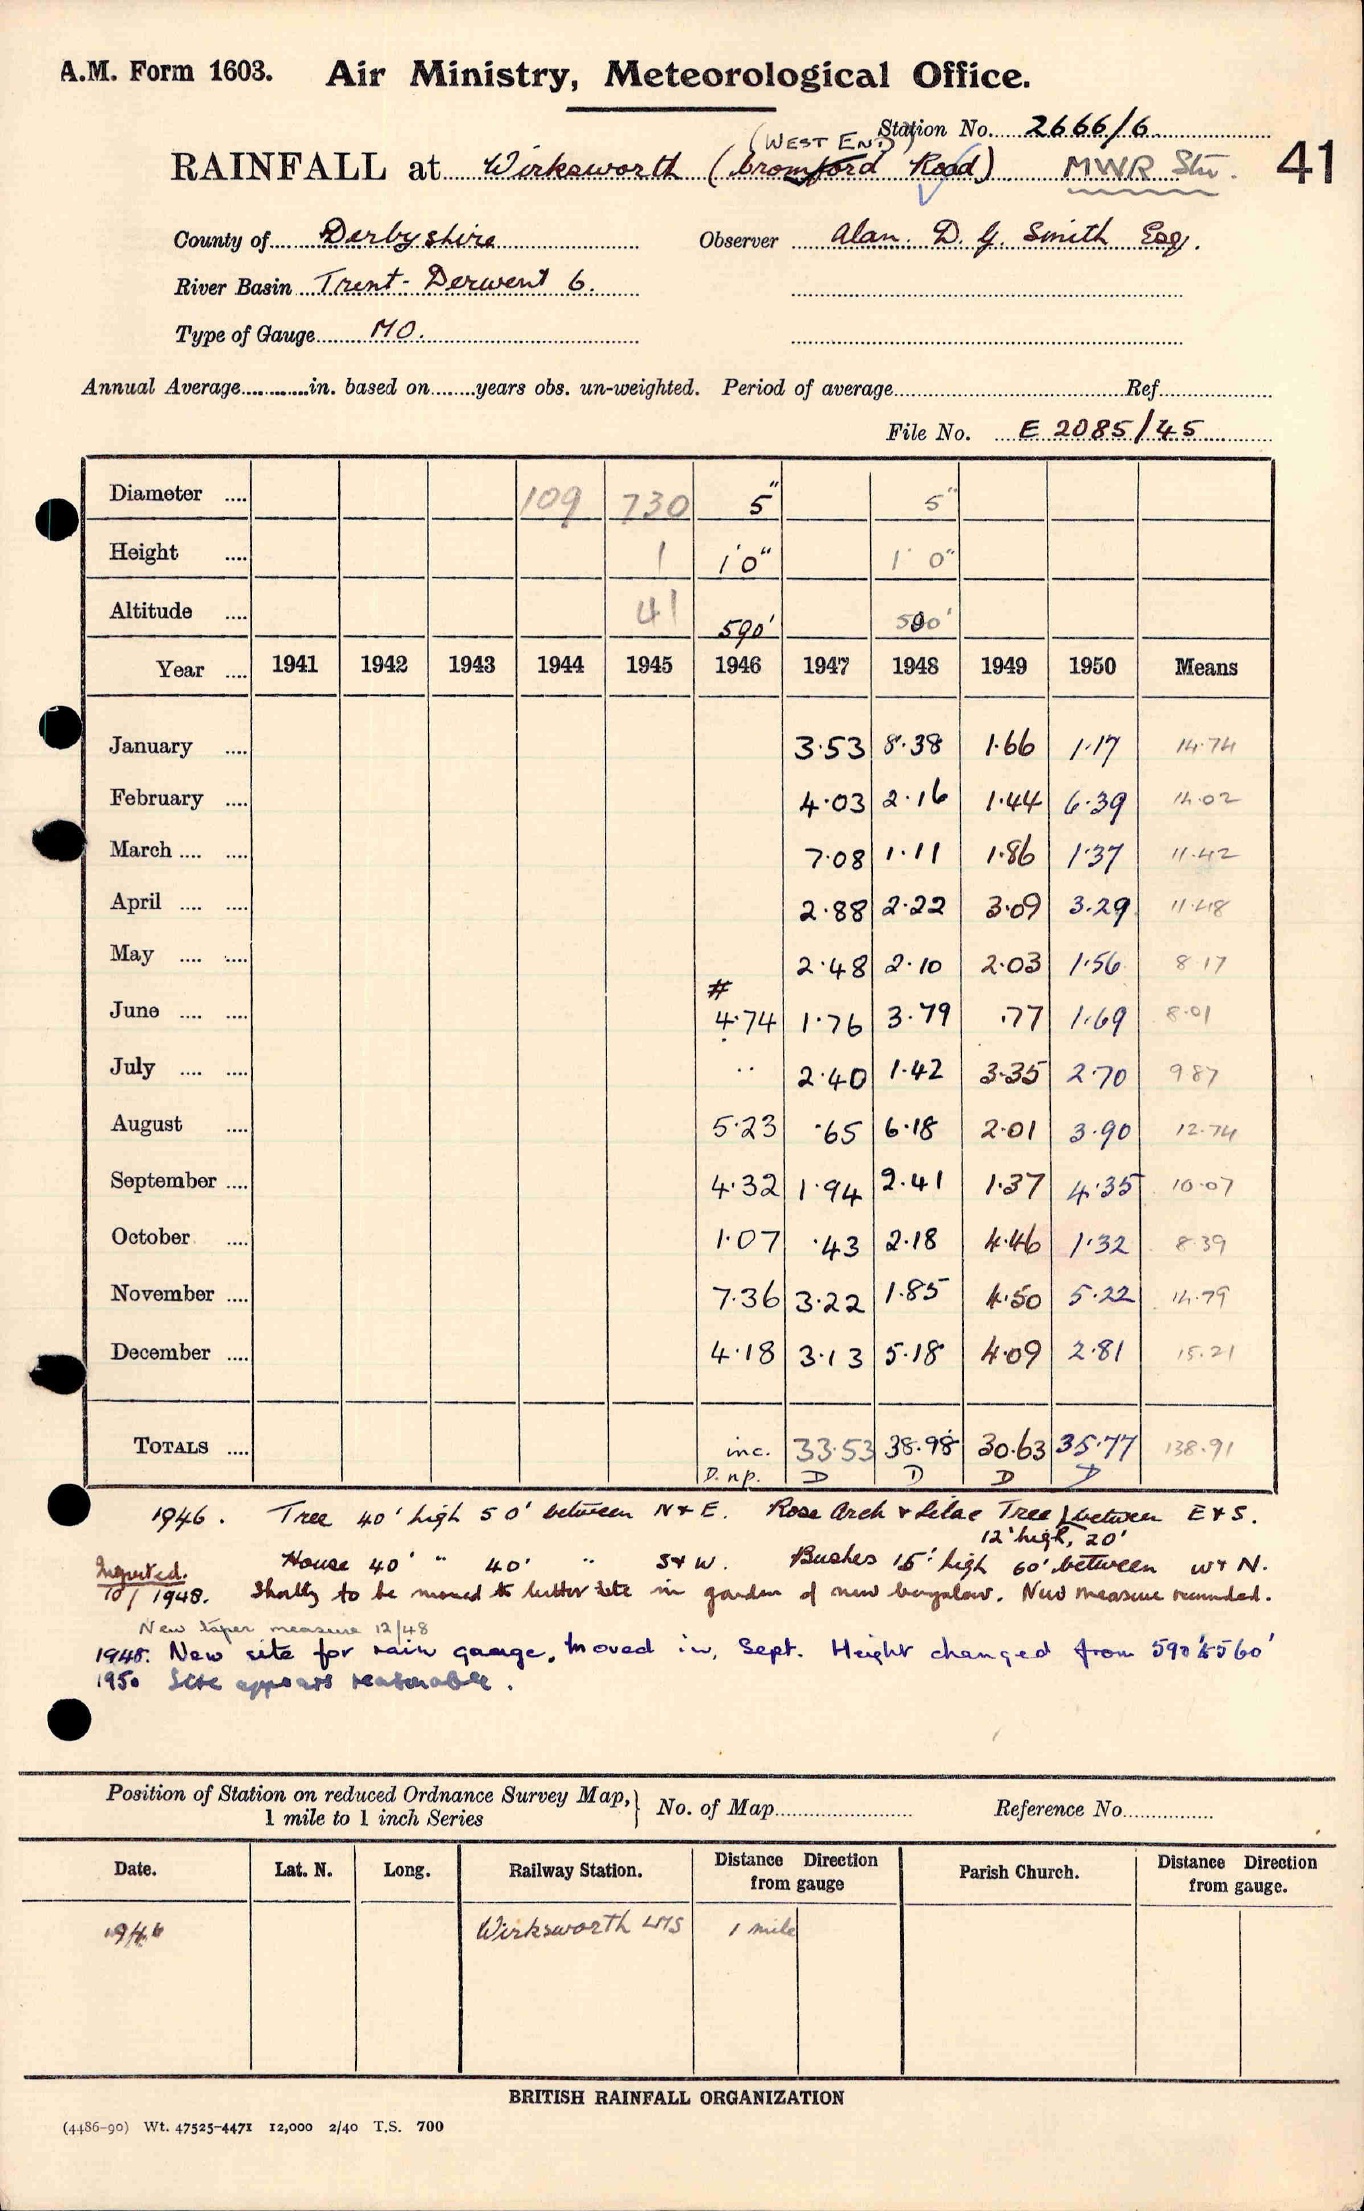 A.M. Form 1603. Air Ministry, Meteorological Office.
Station No. 2666/6
(WEST END)
RAINFALL at Wirksworth (Cromford Road) MWR Stn. 41
County of Derbyshire Observer Alan. D. G. Smith Esq.
River Basin Trent-Derwent 6.
Type of Gauge MO.
Annual Average............in. based on........years obs. un-weighted. Period of average............ Ref............
File No. E 2085/45
Diameter .... 109 730 5" 5"
Height .... 1 1'0" 1' 0"
Altitude .... 41 590' 590'
Year .... 1941 1942 1943 1944 1945 1946 1947 1948 1949 1950 Means
January .... 3·53 8·38 1·66 1·17 14·74
February .... 4·03 2·16 1·44 6·39 14·02
March .... .... 7·08 1·11 1·86 1·37 11·42
April .... .... 2·88 2·22 3·09 3·29 11·48
May .... .... 2·48 2·10 2·03 1·56 8·17
#
June .... .... 4·74 1·76 3·79 ·77 1·69 8·01
July .... .... .. 2·40 1·42 3·35 2·70 9 87
August .... 5·23 ·65 6·18 2·01 3·90 12·74
September .... 4·32 1·94 2·41 1·37 4·35 10·07
October .... 1·07 ·43 2·18 4·46 1·32 8·39
November .... 7·36 3·22 1·85 4·50 5·22 14·79
December .... 4·18 3·13 5·18 4·09 2·81 15·21
TOTALS .... inc. 33·53 38·98 30·63 35·77 138·91
D. np. D D D D
1946. Tree 40' high 50' between N & E. Rose Arch & Lilac Tree } between E & S.
12' high, 20'
House 40' " 40' " S & W. Bushes 15' high 60' between W & N.
Inspected.
10/1948. Shortly to be moved to better site in garden of new bungalow. New measure recommended.
New taper measure 12/48
1948. New site for rain gauge, moved in, Sept. Height changed from 590' to 560'
1950 Site appears reasonable.
Position of Station on reduced Ordnance Survey Map, } No. of Map............ Reference No............
1 mile to 1 inch Series
Date. Lat. N. Long. Railway Station. Distance Direction from gauge Parish Church. Distance Direction from gauge.
1946 Wirksworth LMS 1 mile
BRITISH RAINFALL ORGANIZATION
(4486-90) Wt. 47525-4471 12,000 2/40 T.S. 700